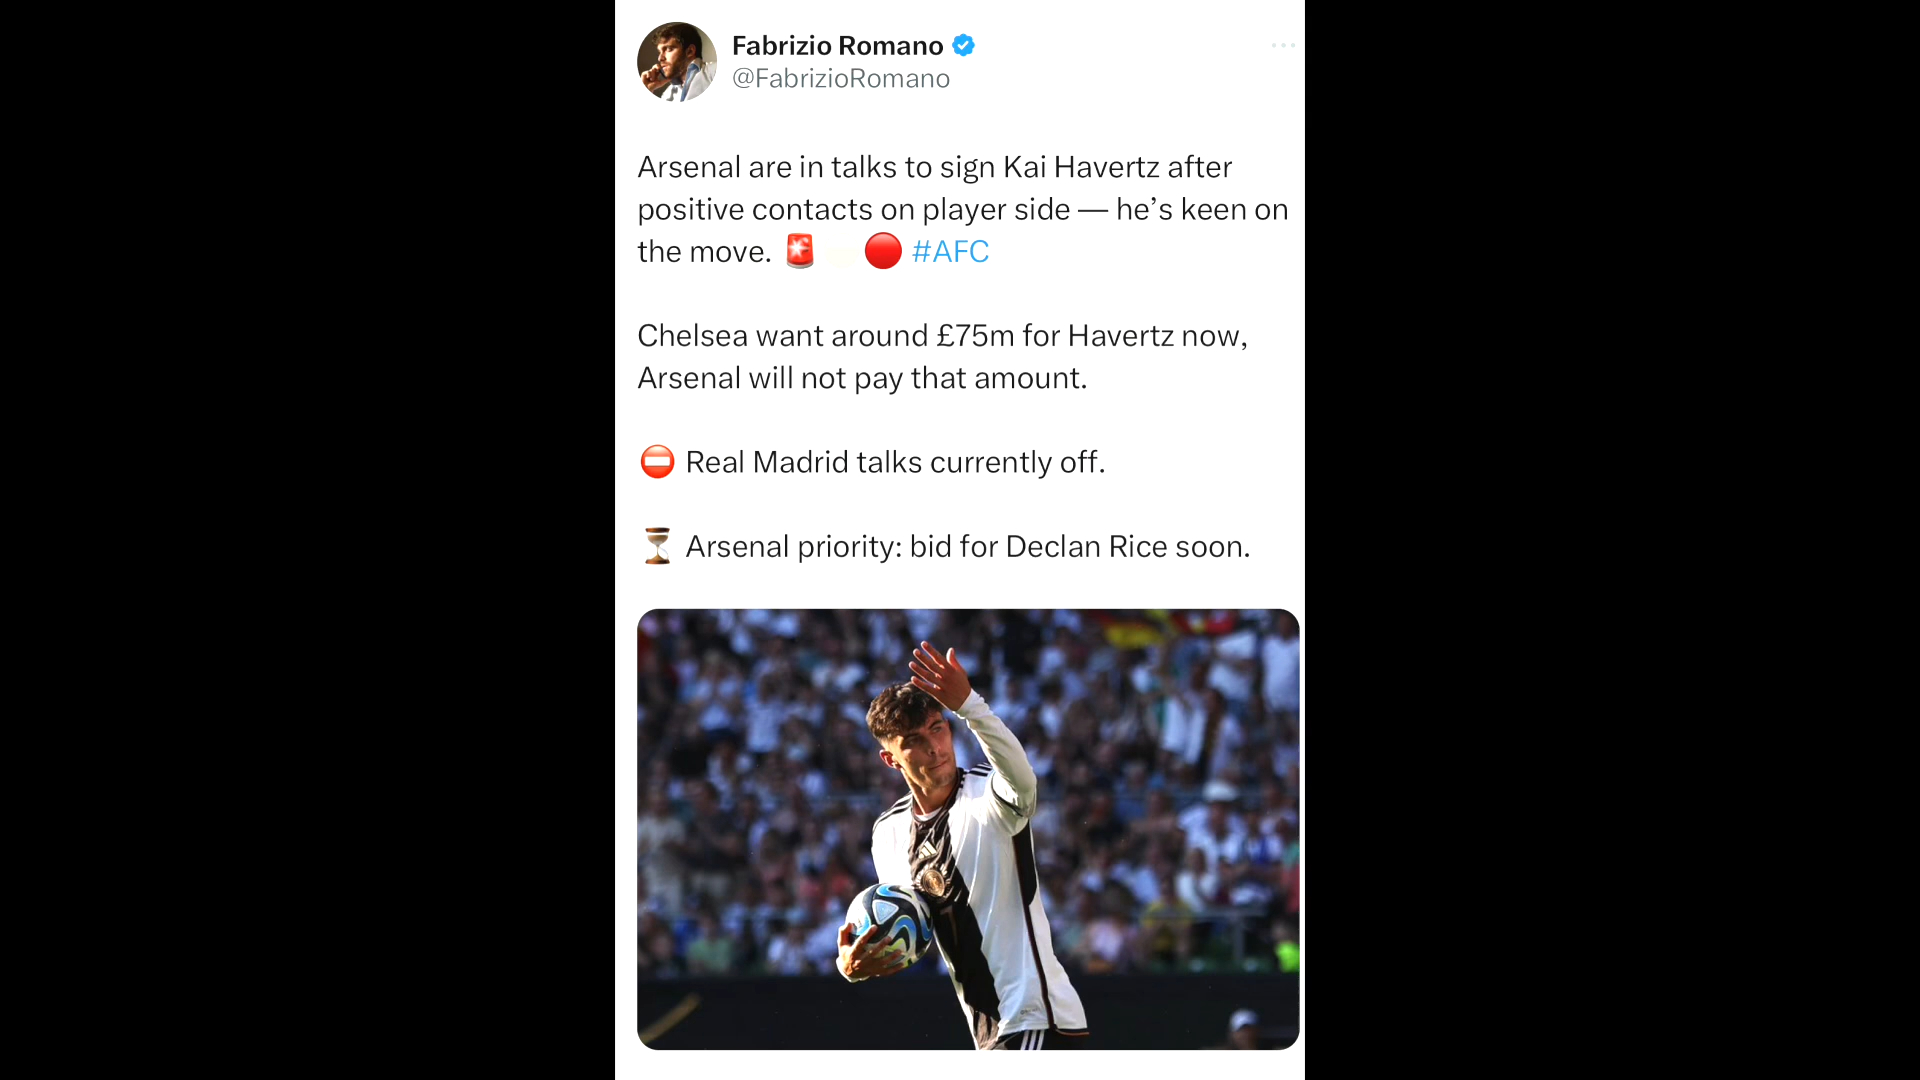 Fabrizio Romano
@FabrizioRomano
Arsenal are in talks to sign Kai Havertz after
positive contacts on player side — he’s keen on
the move. 🚨⚪️🔴 #AFC
Chelsea want around £75m for Havertz now,
Arsenal will not pay that amount.
⛔️ Real Madrid talks currently off.
⏳ Arsenal priority: bid for Declan Rice soon.